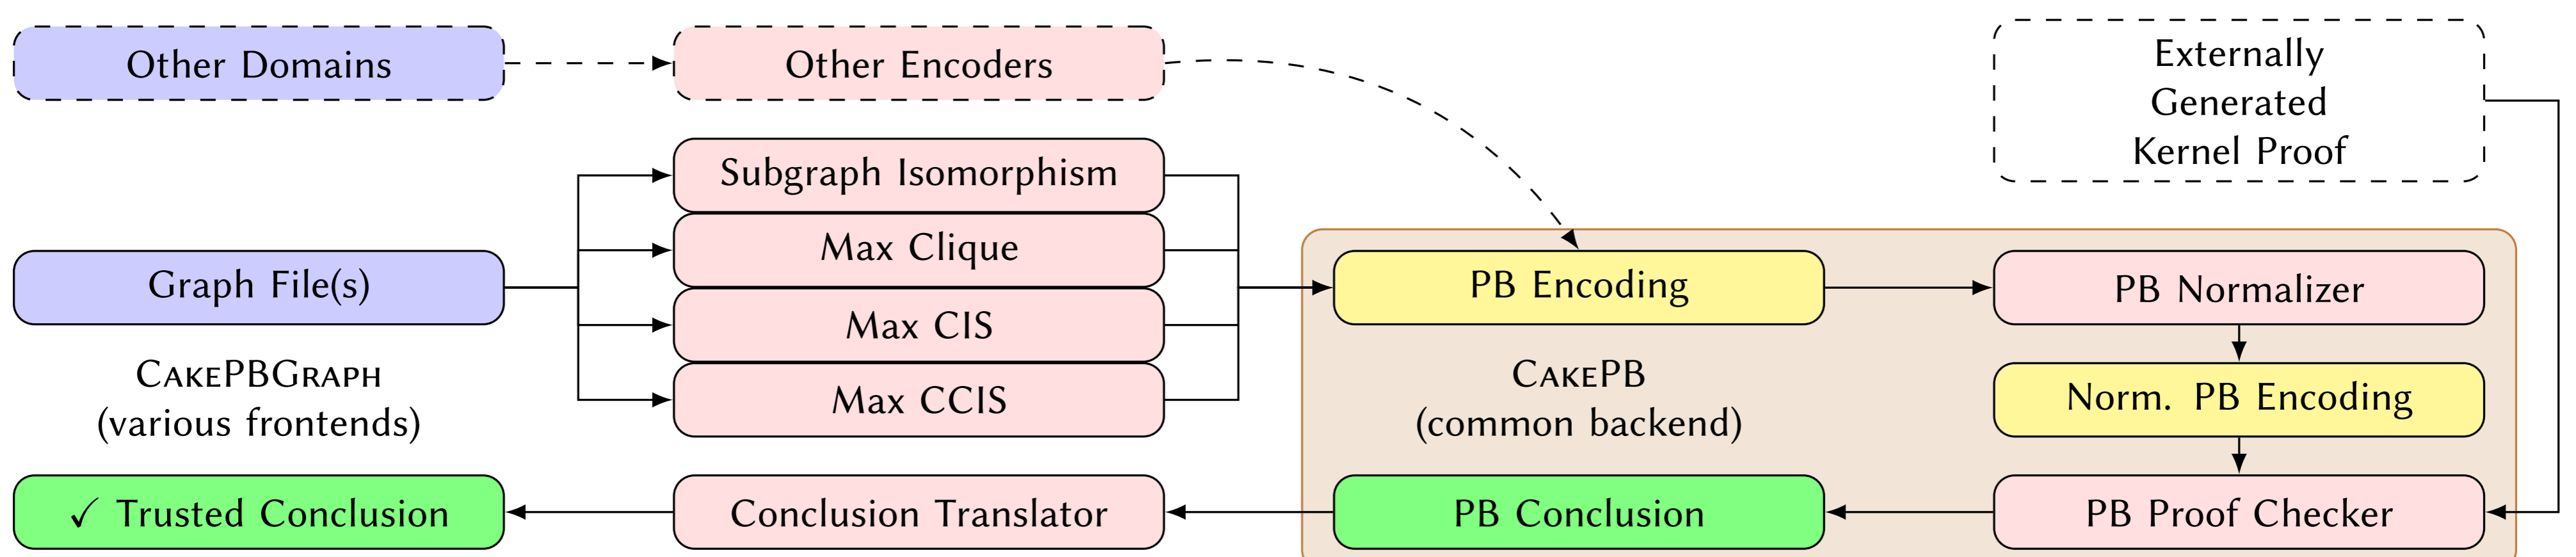 Other Domains
Other Encoders
Externally
Generated
Kernel Proof
Subgraph Isomorphism
Max Clique
Max CIS
Max CCIS
Graph File(s)
CAKEPBGRAPH
(various frontends)
PB Encoding
PB Normalizer
CAKEPB
(common backend)
Norm. PB Encoding
✓ Trusted Conclusion
Conclusion Translator
PB Conclusion
PB Proof Checker